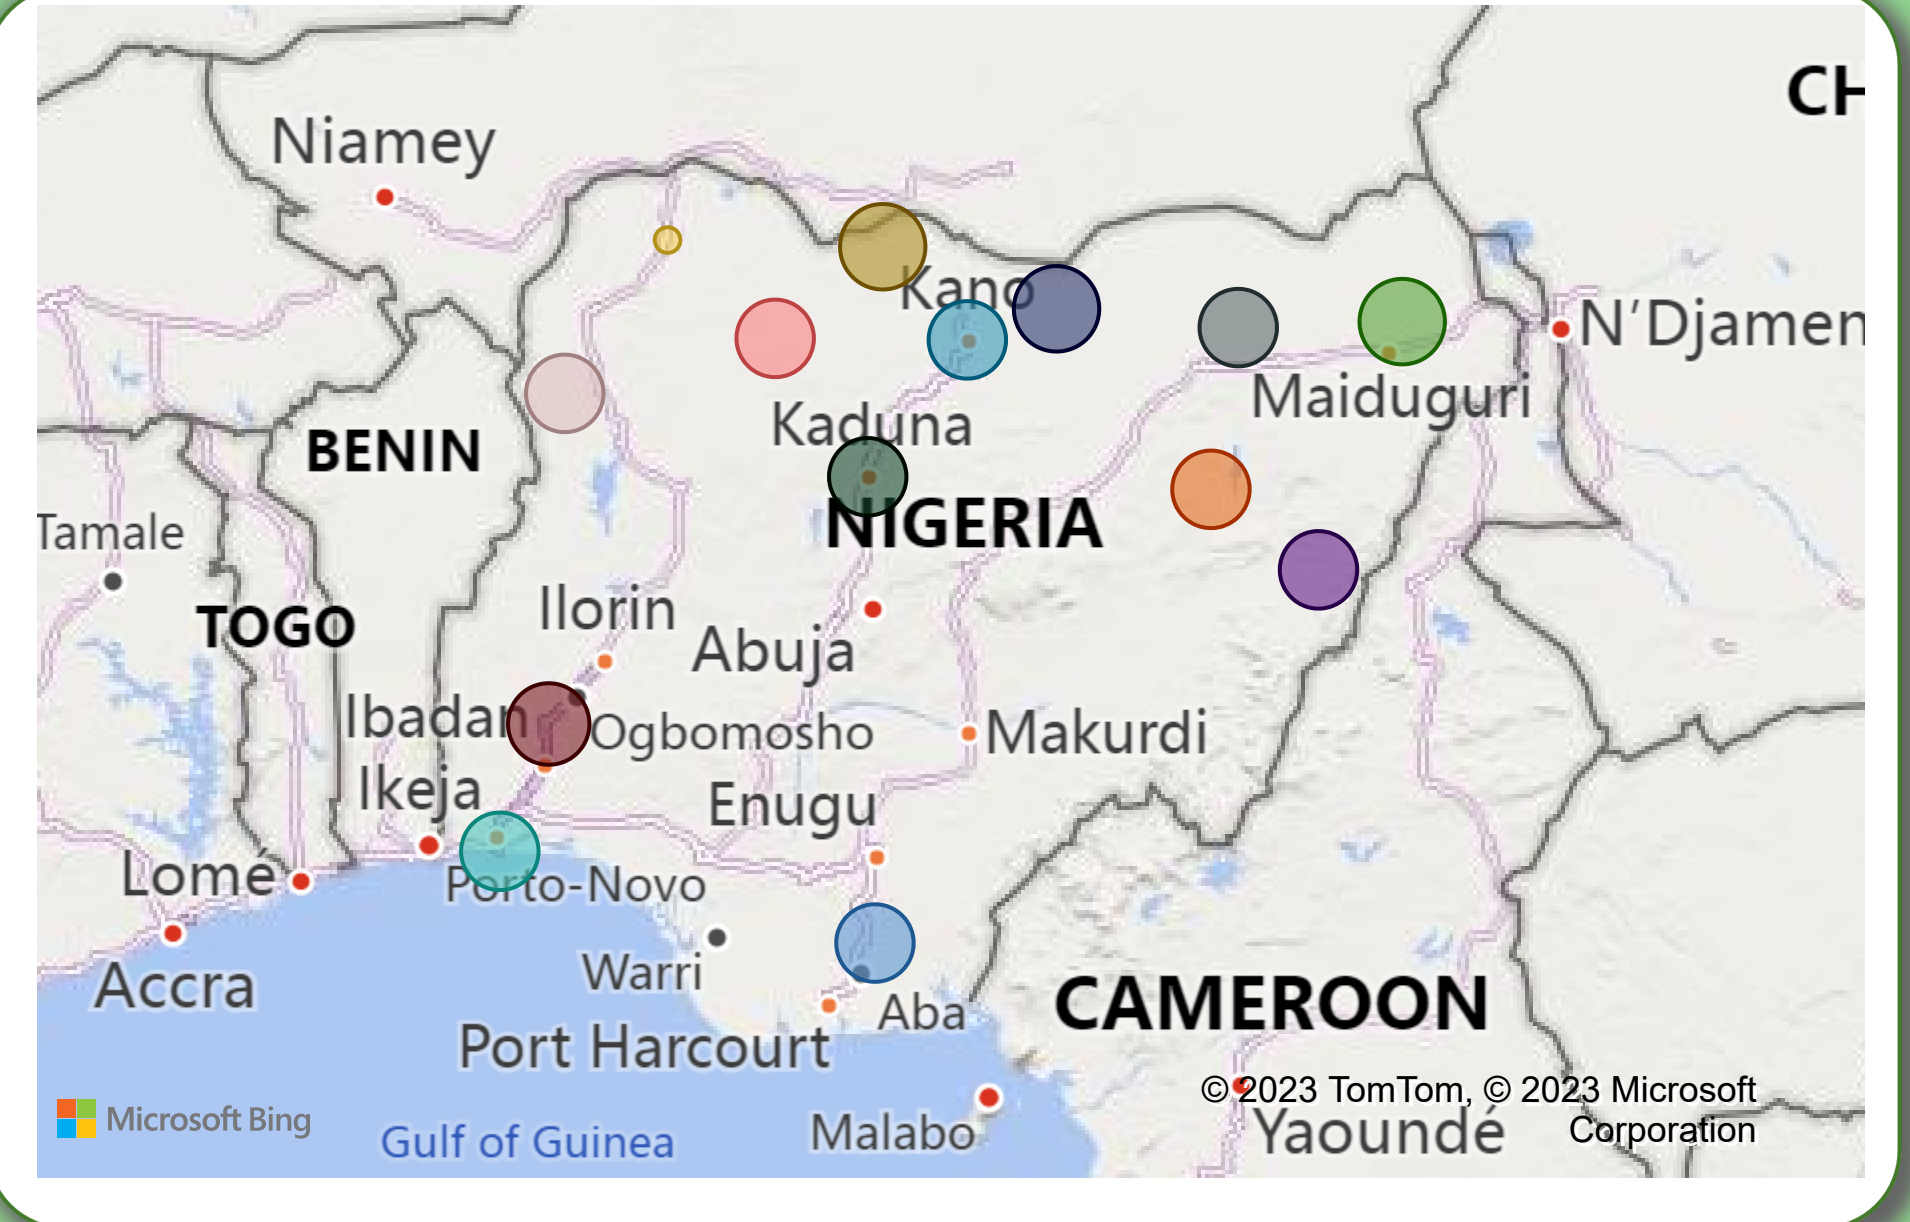 CH
Niamey
Kano
N'Djamen
Maiduguri
Kaduna
BENIN
NIGERIA
Tamale
Ilorin
TOGO
Abuja
Ibadan
Ogbomosho
Makurdi
Ikeja
Enugu
Lomé
Porto-Novo
Warri
Accra
Aba
CAMEROON
Port Harcourt
© 2023 TomTom, © 2023 Microsoft
Corporation
Microsoft Bing
Gulf of Guinea
Malabo
Yaoundé